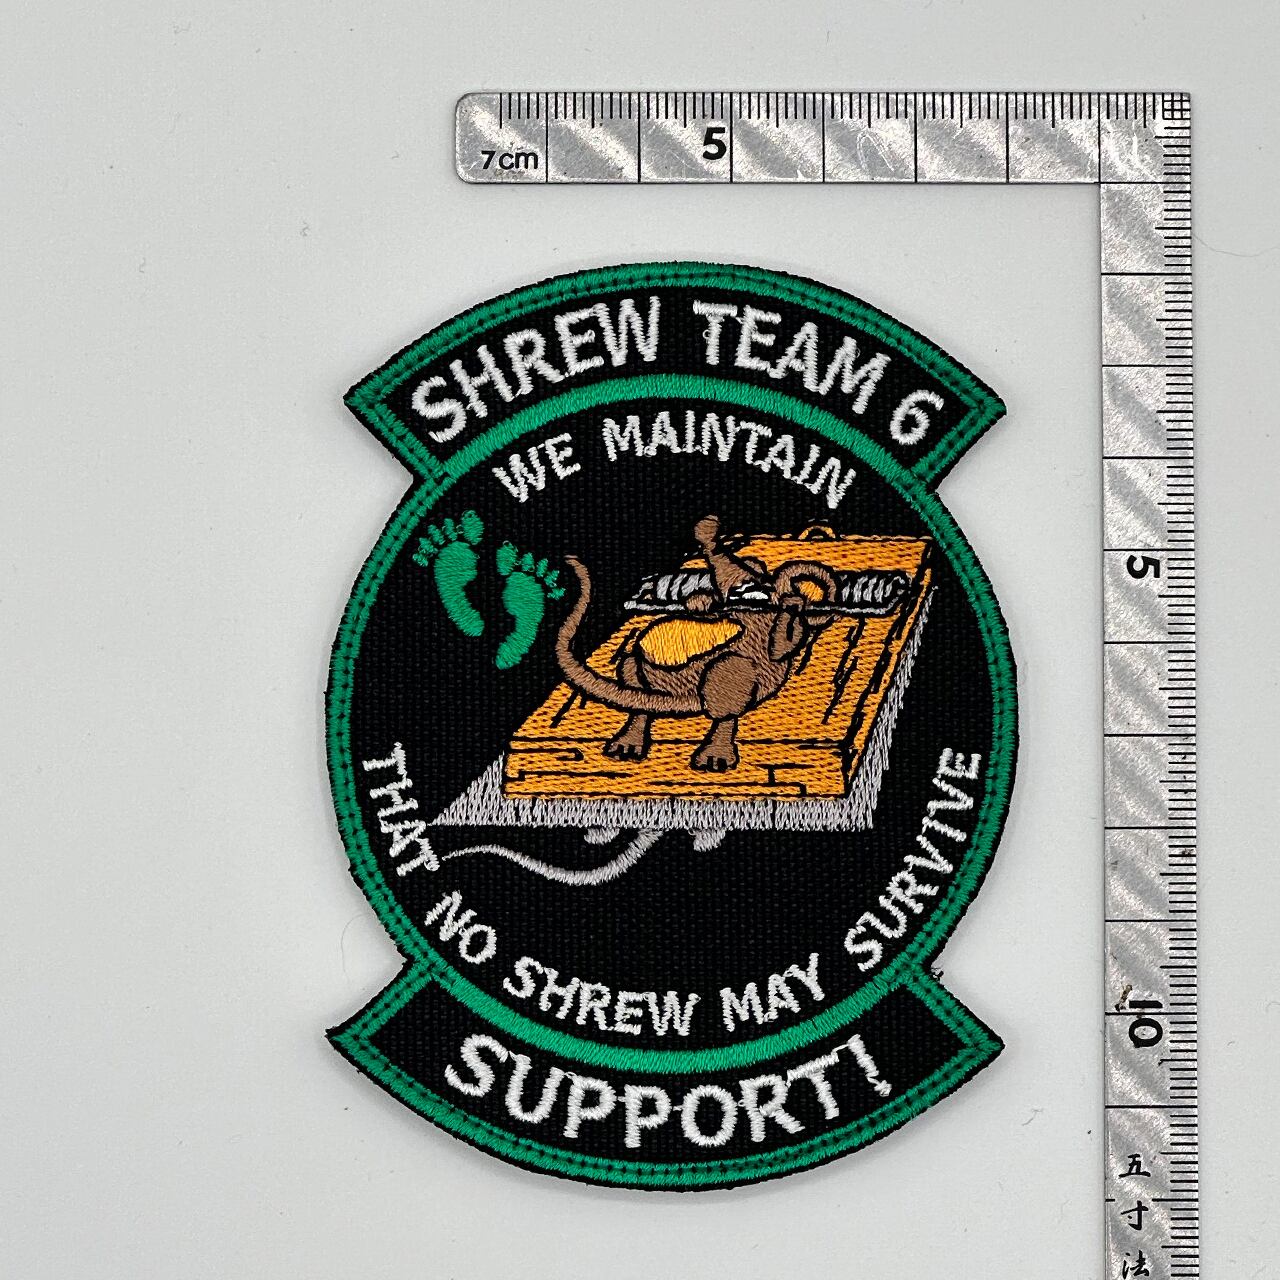 7cm 5
SHREW TEAM 6
WE MAINTAIN
THAT NO SHREW MAY SURVIVE
SUPPORT!
5
10
五寸法